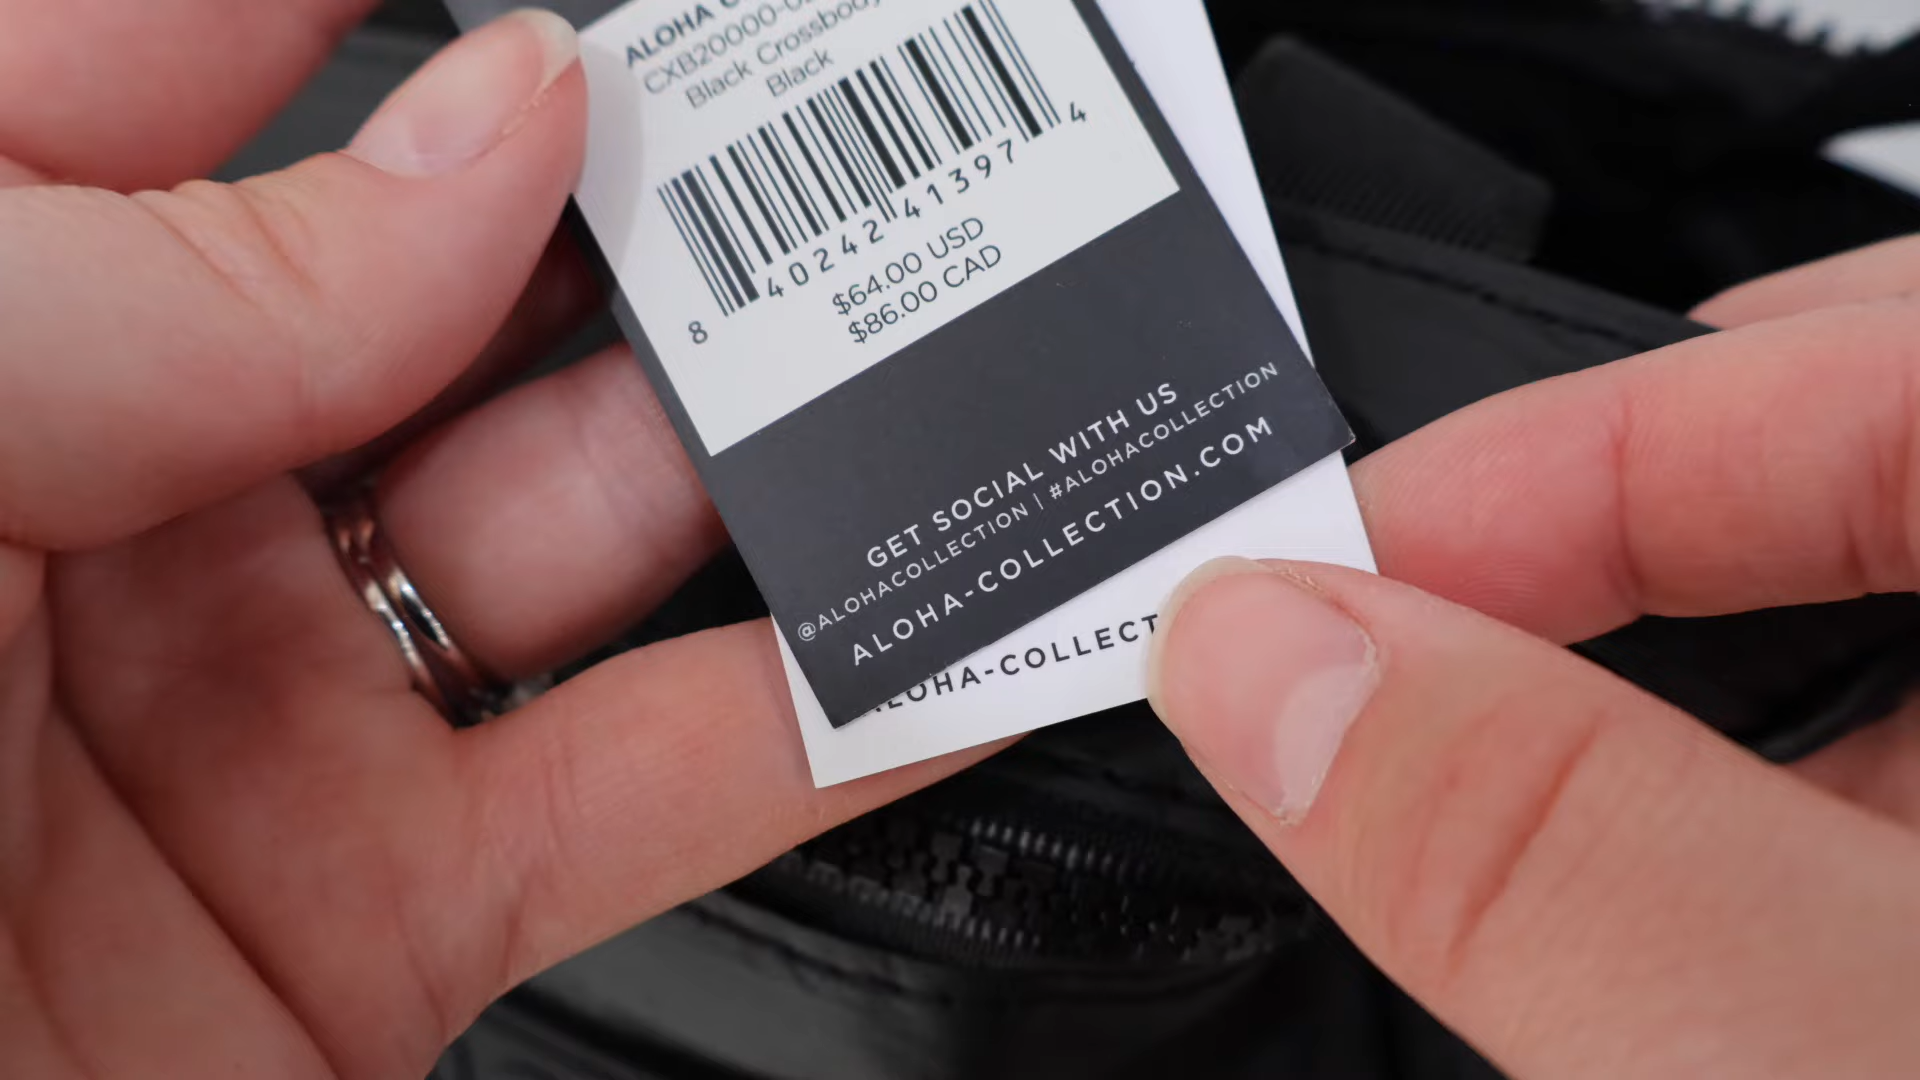 ALOHA
Black Crossbody
Black
8 40242 41397 4
$64.00 USD
$86.00 CAD
GET SOCIAL WITH US
@ALOHACOLLECTION | #ALOHACOLLECTION
ALOHA-COLLECTION.COM
ALOHA-COLLECT